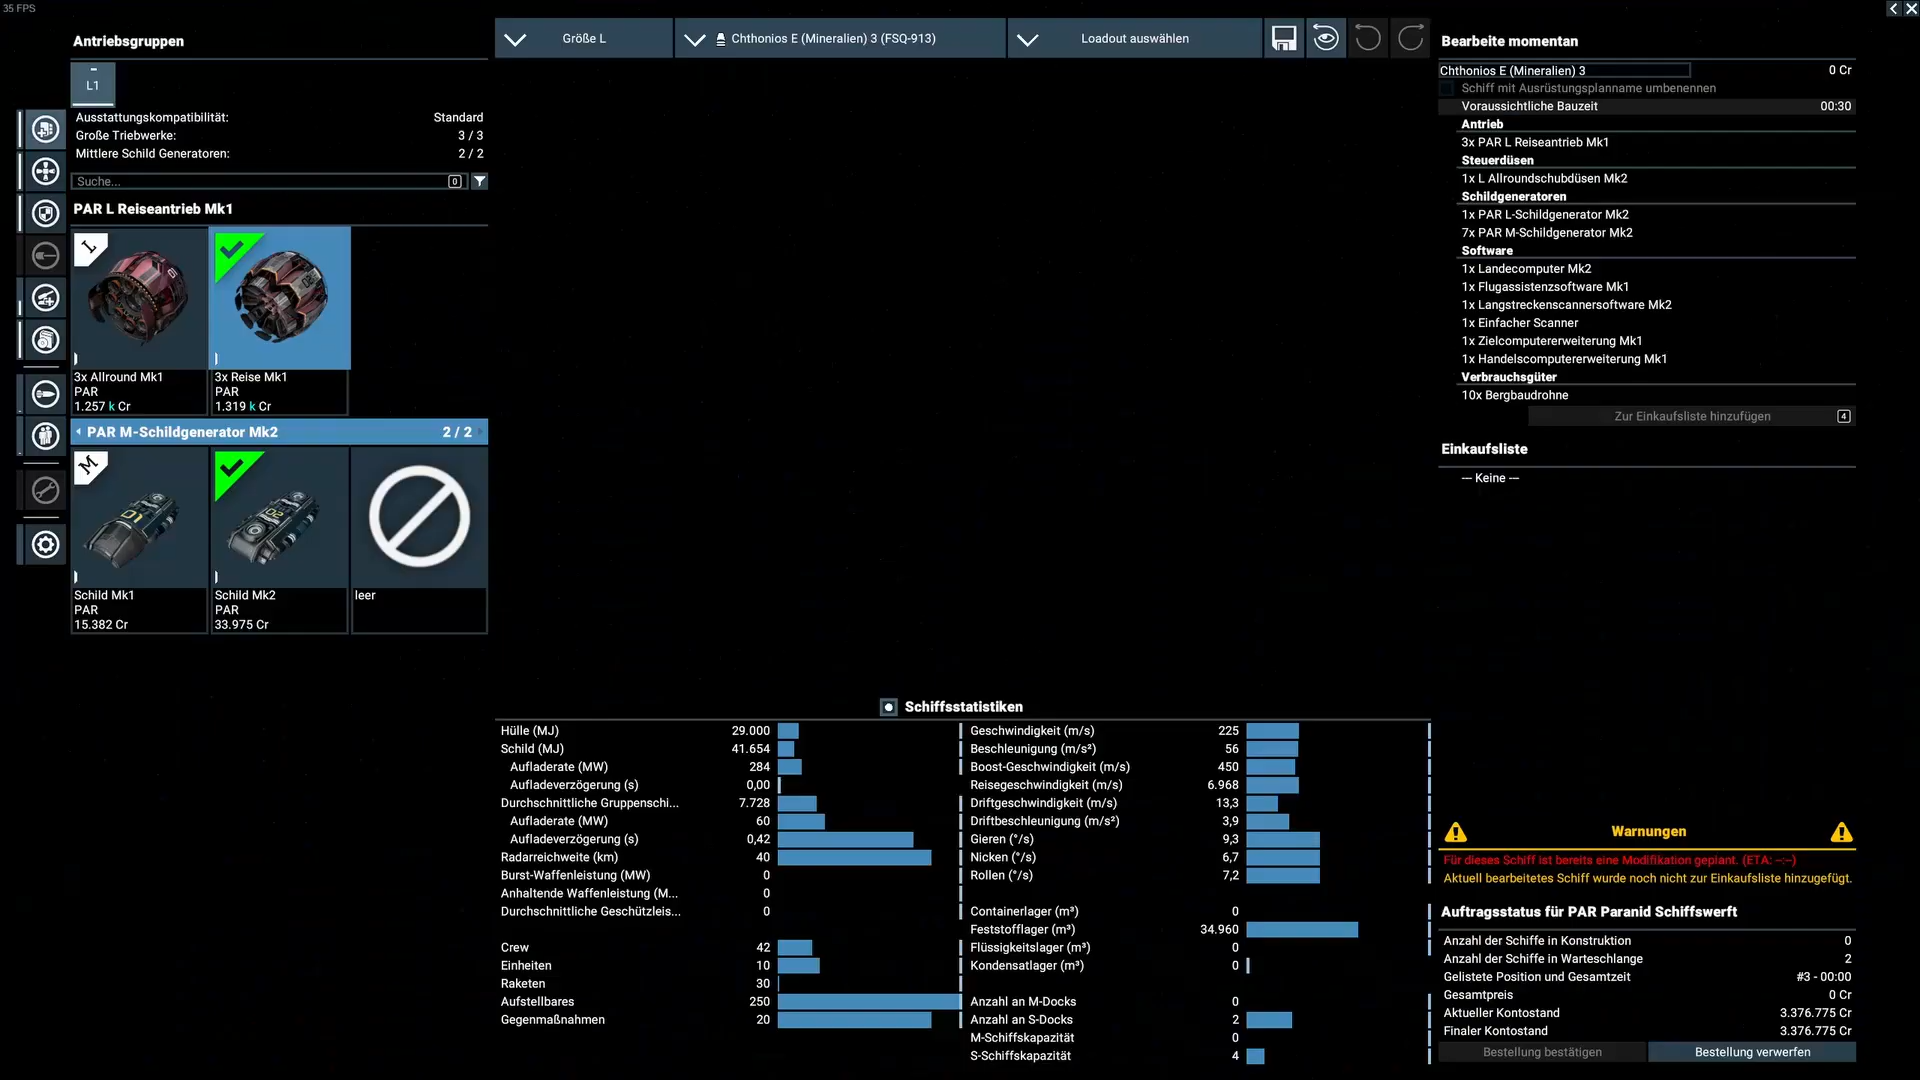 35 FPS
Antriebsgruppen
L1
Ausstattungskompatibilität: Standard
Große Triebwerke: 3 / 3
Mittlere Schild Generatoren: 2 / 2
Suche... 0
PAR L Reiseantrieb Mk1
L
3x Allround Mk1
PAR
1.257 k Cr
3x Reise Mk1
PAR
1.319 k Cr
PAR M-Schildgenerator Mk2 2 / 2
M
01
02
Schild Mk1
PAR
15.382 Cr
Schild Mk2
PAR
33.975 Cr
leer
Größe L
Chthonios E (Mineralien) 3 (FSQ-913)
Loadout auswählen
Schiffsstatistiken
Hülle (MJ) 29.000
Schild (MJ) 41.654
Aufladerate (MW) 284
Aufladeverzögerung (s) 0,00
Durchschnittliche Gruppenschi... 7.728
Aufladerate (MW) 60
Aufladeverzögerung (s) 0,42
Radarreichweite (km) 40
Burst-Waffenleistung (MW) 0
Anhaltende Waffenleistung (M... 0
Durchschnittliche Geschützleis... 0
Crew 42
Einheiten 10
Raketen 30
Aufstellbares 250
Gegenmaßnahmen 20
Geschwindigkeit (m/s) 225
Beschleunigung (m/s²) 56
Boost-Geschwindigkeit (m/s) 450
Reisegeschwindigkeit (m/s) 6.968
Driftgeschwindigkeit (m/s) 13,3
Driftbeschleunigung (m/s²) 3,9
Gieren (°/s) 9,3
Nicken (°/s) 6,7
Rollen (°/s) 7,2
Containerlager (m³) 0
Feststofflager (m³) 34.960
Flüssigkeitslager (m³) 0
Kondensatlager (m³) 0
Anzahl an M-Docks 0
Anzahl an S-Docks 2
M-Schiffskapazität 0
S-Schiffskapazität 4
Bearbeite momentan
Chthonios E (Mineralien) 3 0 Cr
Schiff mit Ausrüstungsplanname umbenennen
Voraussichtliche Bauzeit 00:30
Antrieb
3x PAR L Reiseantrieb Mk1
Steuerdüsen
1x L Allroundschubdüsen Mk2
Schildgeneratoren
1x PAR L-Schildgenerator Mk2
7x PAR M-Schildgenerator Mk2
Software
1x Landecomputer Mk2
1x Flugassistenzsoftware Mk1
1x Langstreckenscannersoftware Mk2
1x Einfacher Scanner
1x Zielcomputererweiterung Mk1
1x Handelscomputererweiterung Mk1
Verbrauchsgüter
10x Bergbaudrohne
Zur Einkaufsliste hinzufügen 4
Einkaufsliste
--- Keine ---
Warnungen
Für dieses Schiff ist bereits eine Modifikation geplant. (ETA: --:--)
Aktuell bearbeitetes Schiff wurde noch nicht zur Einkaufsliste hinzugefügt.
Auftragsstatus für PAR Paranid Schiffswerft
Anzahl der Schiffe in Konstruktion 0
Anzahl der Schiffe in Warteschlange 2
Gelistete Position und Gesamtzeit #3 - 00:00
Gesamtpreis 0 Cr
Aktueller Kontostand 3.376.775 Cr
Finaler Kontostand 3.376.775 Cr
Bestellung bestätigen
Bestellung verwerfen